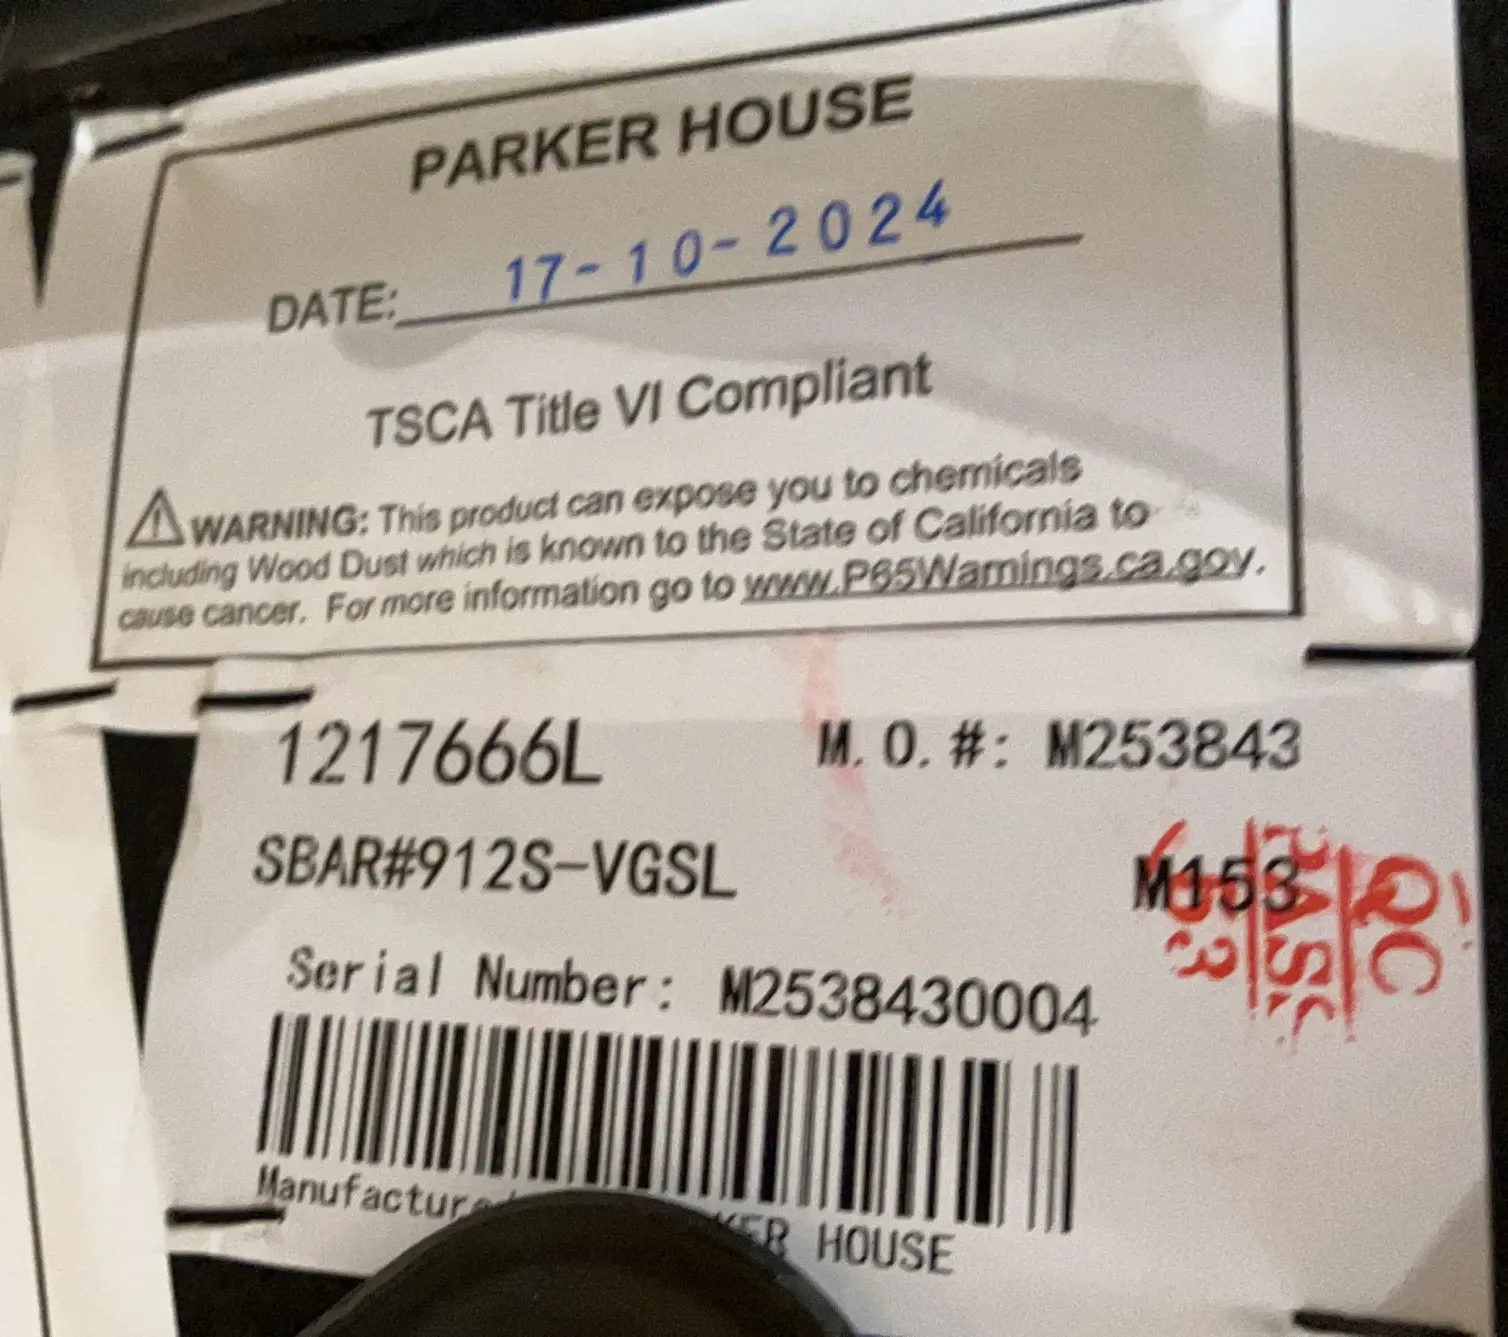 PARKER HOUSE
DATE: 17-10-2024
TSCA Title VI Compliant
⚠WARNING: This product can expose you to chemicals
including Wood Dust which is known to the State of California to
cause cancer. For more information go to www.P65Warnings.ca.gov.
1217666L M.O.#: M253843
SBAR#912S-VGSL M153
QC
PASS
Serial Number: M2538430004
HOUSE